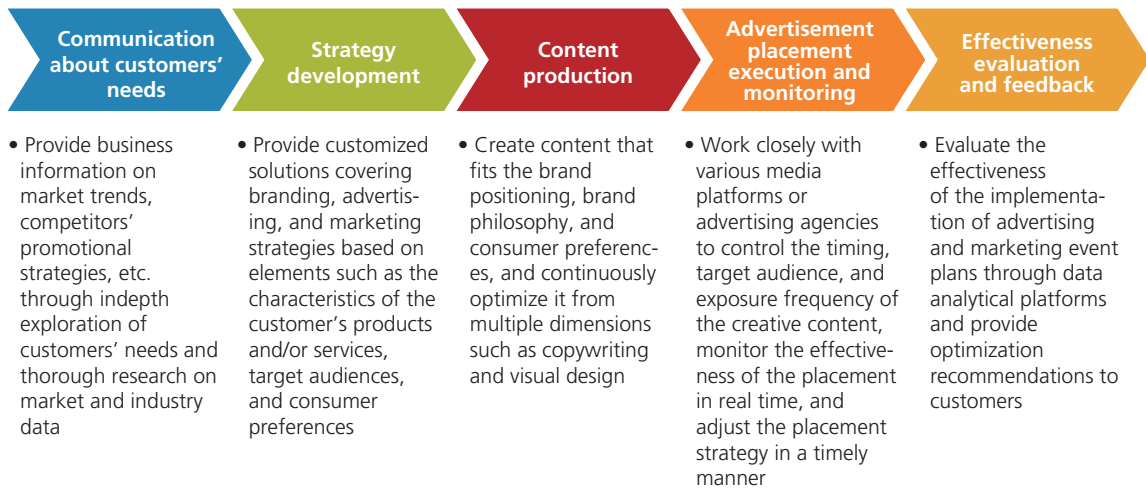 Communication
about customers'
needs
Strategy
development
Content
production
Advertisement
placement
execution and
monitoring
Effectiveness
evaluation
and feedback
• Provide business
information on
market trends,
competitors'
promotional
strategies, etc.
through indepth
exploration of
customers' needs and
thorough research on
market and industry
data
• Provide customized
solutions covering
branding, advertis-
ing, and marketing
strategies based on
elements such as the
characteristics of the
customer's products
and/or services,
target audiences,
and consumer
preferences
• Create content that
fits the brand
positioning, brand
philosophy, and
consumer preferenc-
es, and continuously
optimize it from
multiple dimensions
such as copywriting
and visual design
• Work closely with
various media
platforms or
advertising agencies
to control the timing,
target audience, and
exposure frequency of
the creative content,
monitor the effective-
ness of the placement
in real time, and
adjust the placement
strategy in a timely
manner
• Evaluate the
effectiveness
of the implementa-
tion of advertising
and marketing event
plans through data
analytical platforms
and provide
optimization
recommendations to
customers